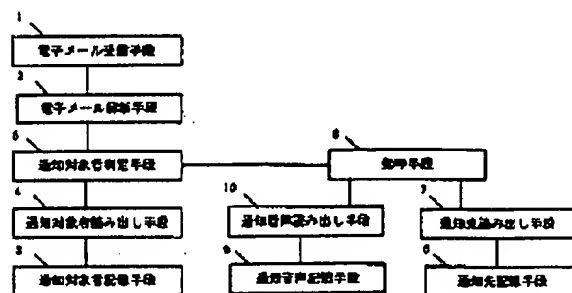 1
電子メール受信手段
2
電子メール解釈手段
5
通知対象者判定手段
8
発呼手段
4
通知対象者読み出し手段
10
通知音声読み出し手段
7
通知先読み出し手段
3
通知対象者記憶手段
9
通知音声記憶手段
6
通知先記憶手段